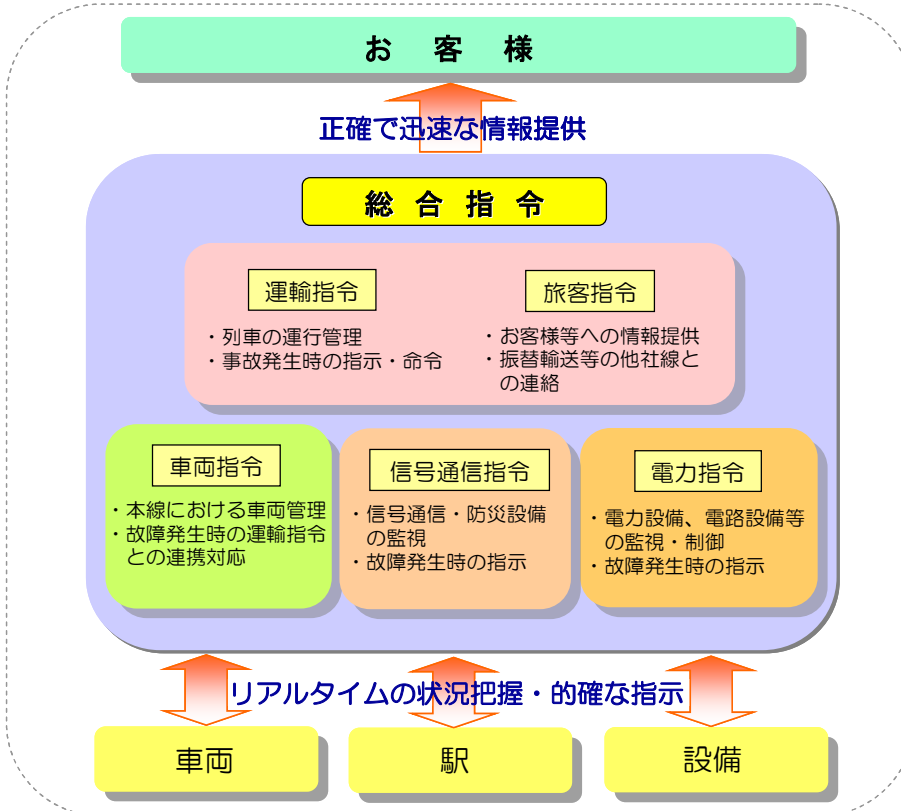 お客様
正確で迅速な情報提供
総合指令
運輸指令
・列車の運行管理
・事故発生時の指示・命令
旅客指令
・お客様等への情報提供
・振替輸送等の他社線と
の連絡
車両指令
・本線における車両管理
・故障発生時の運輸指令
との連携対応
信号通信指令
・信号通信・防災設備
の監視
・故障発生時の指示
電力指令
・電力設備、電路設備等
の監視・制御
・故障発生時の指示
リアルタイムの状況把握・的確な指示
車両
駅
設備